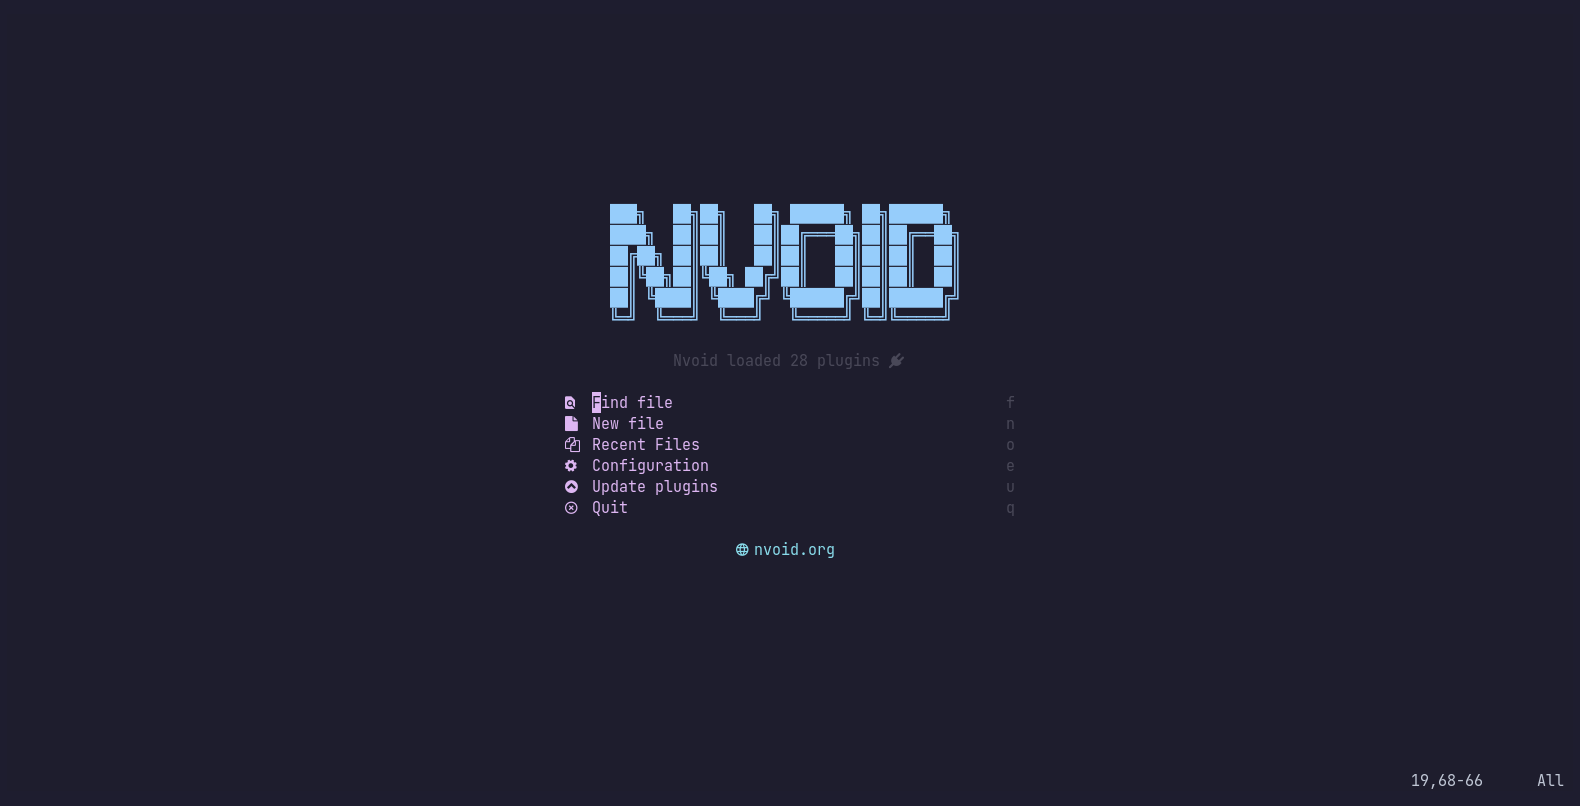 NVOID
Nvoid loaded 28 plugins
Find file f
New file n
Recent Files o
Configuration e
Update plugins u
Quit q
nvoid.org
19,68-66 All